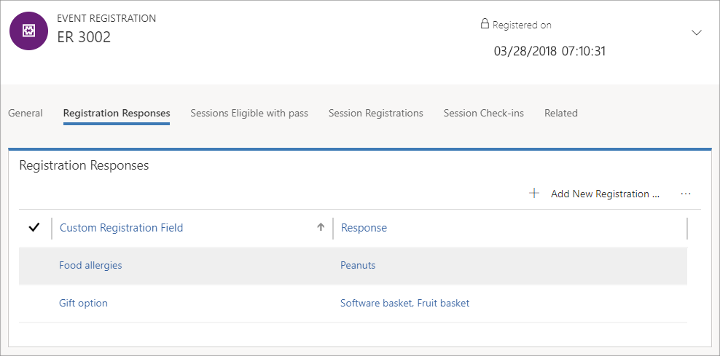 EVENT REGISTRATION
ER 3002
Registered on
03/28/2018 07:10:31
General Registration Responses Sessions Eligible with pass Session Registrations Session Check-ins Related
Registration Responses
+ Add New Registration ... ...
Custom Registration Field Response
Food allergies Peanuts
Gift option Software basket, Fruit basket